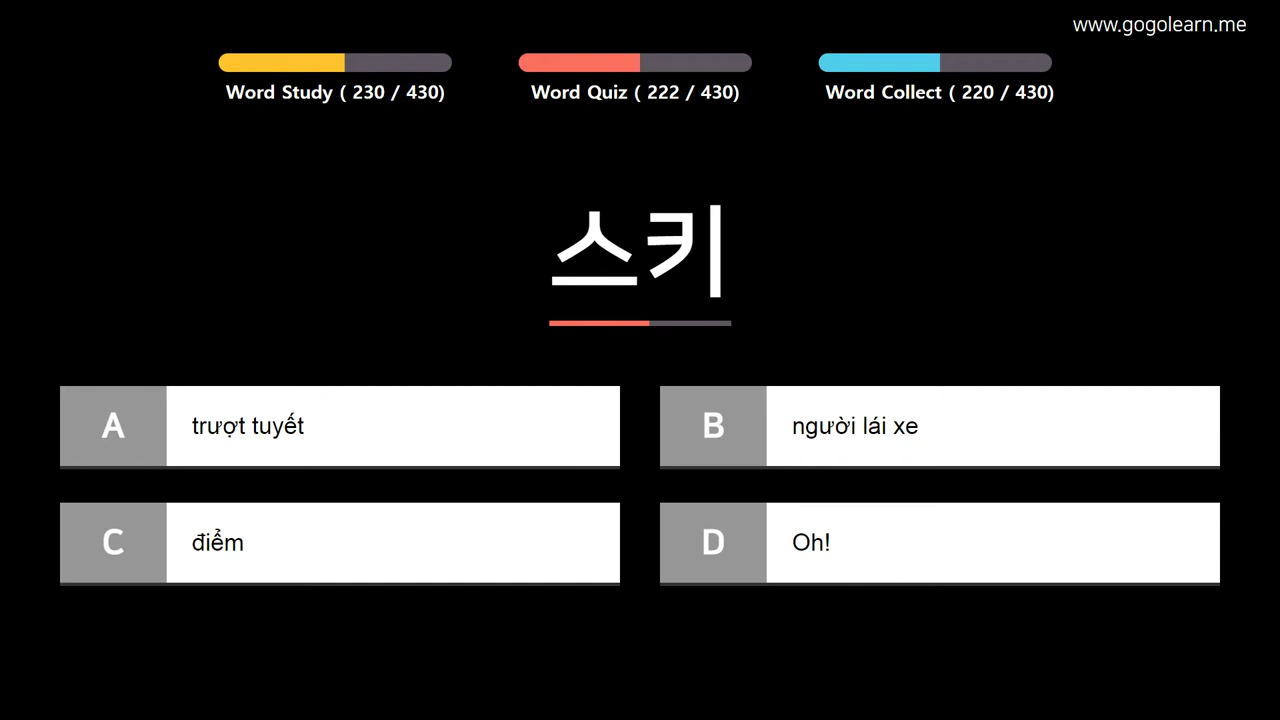 www.gogolearn.me
Word Study ( 230 / 430)
Word Quiz ( 222 / 430)
Word Collect ( 220 / 430)
스키
A trượt tuyết
B người lái xe
C điểm
D Oh!